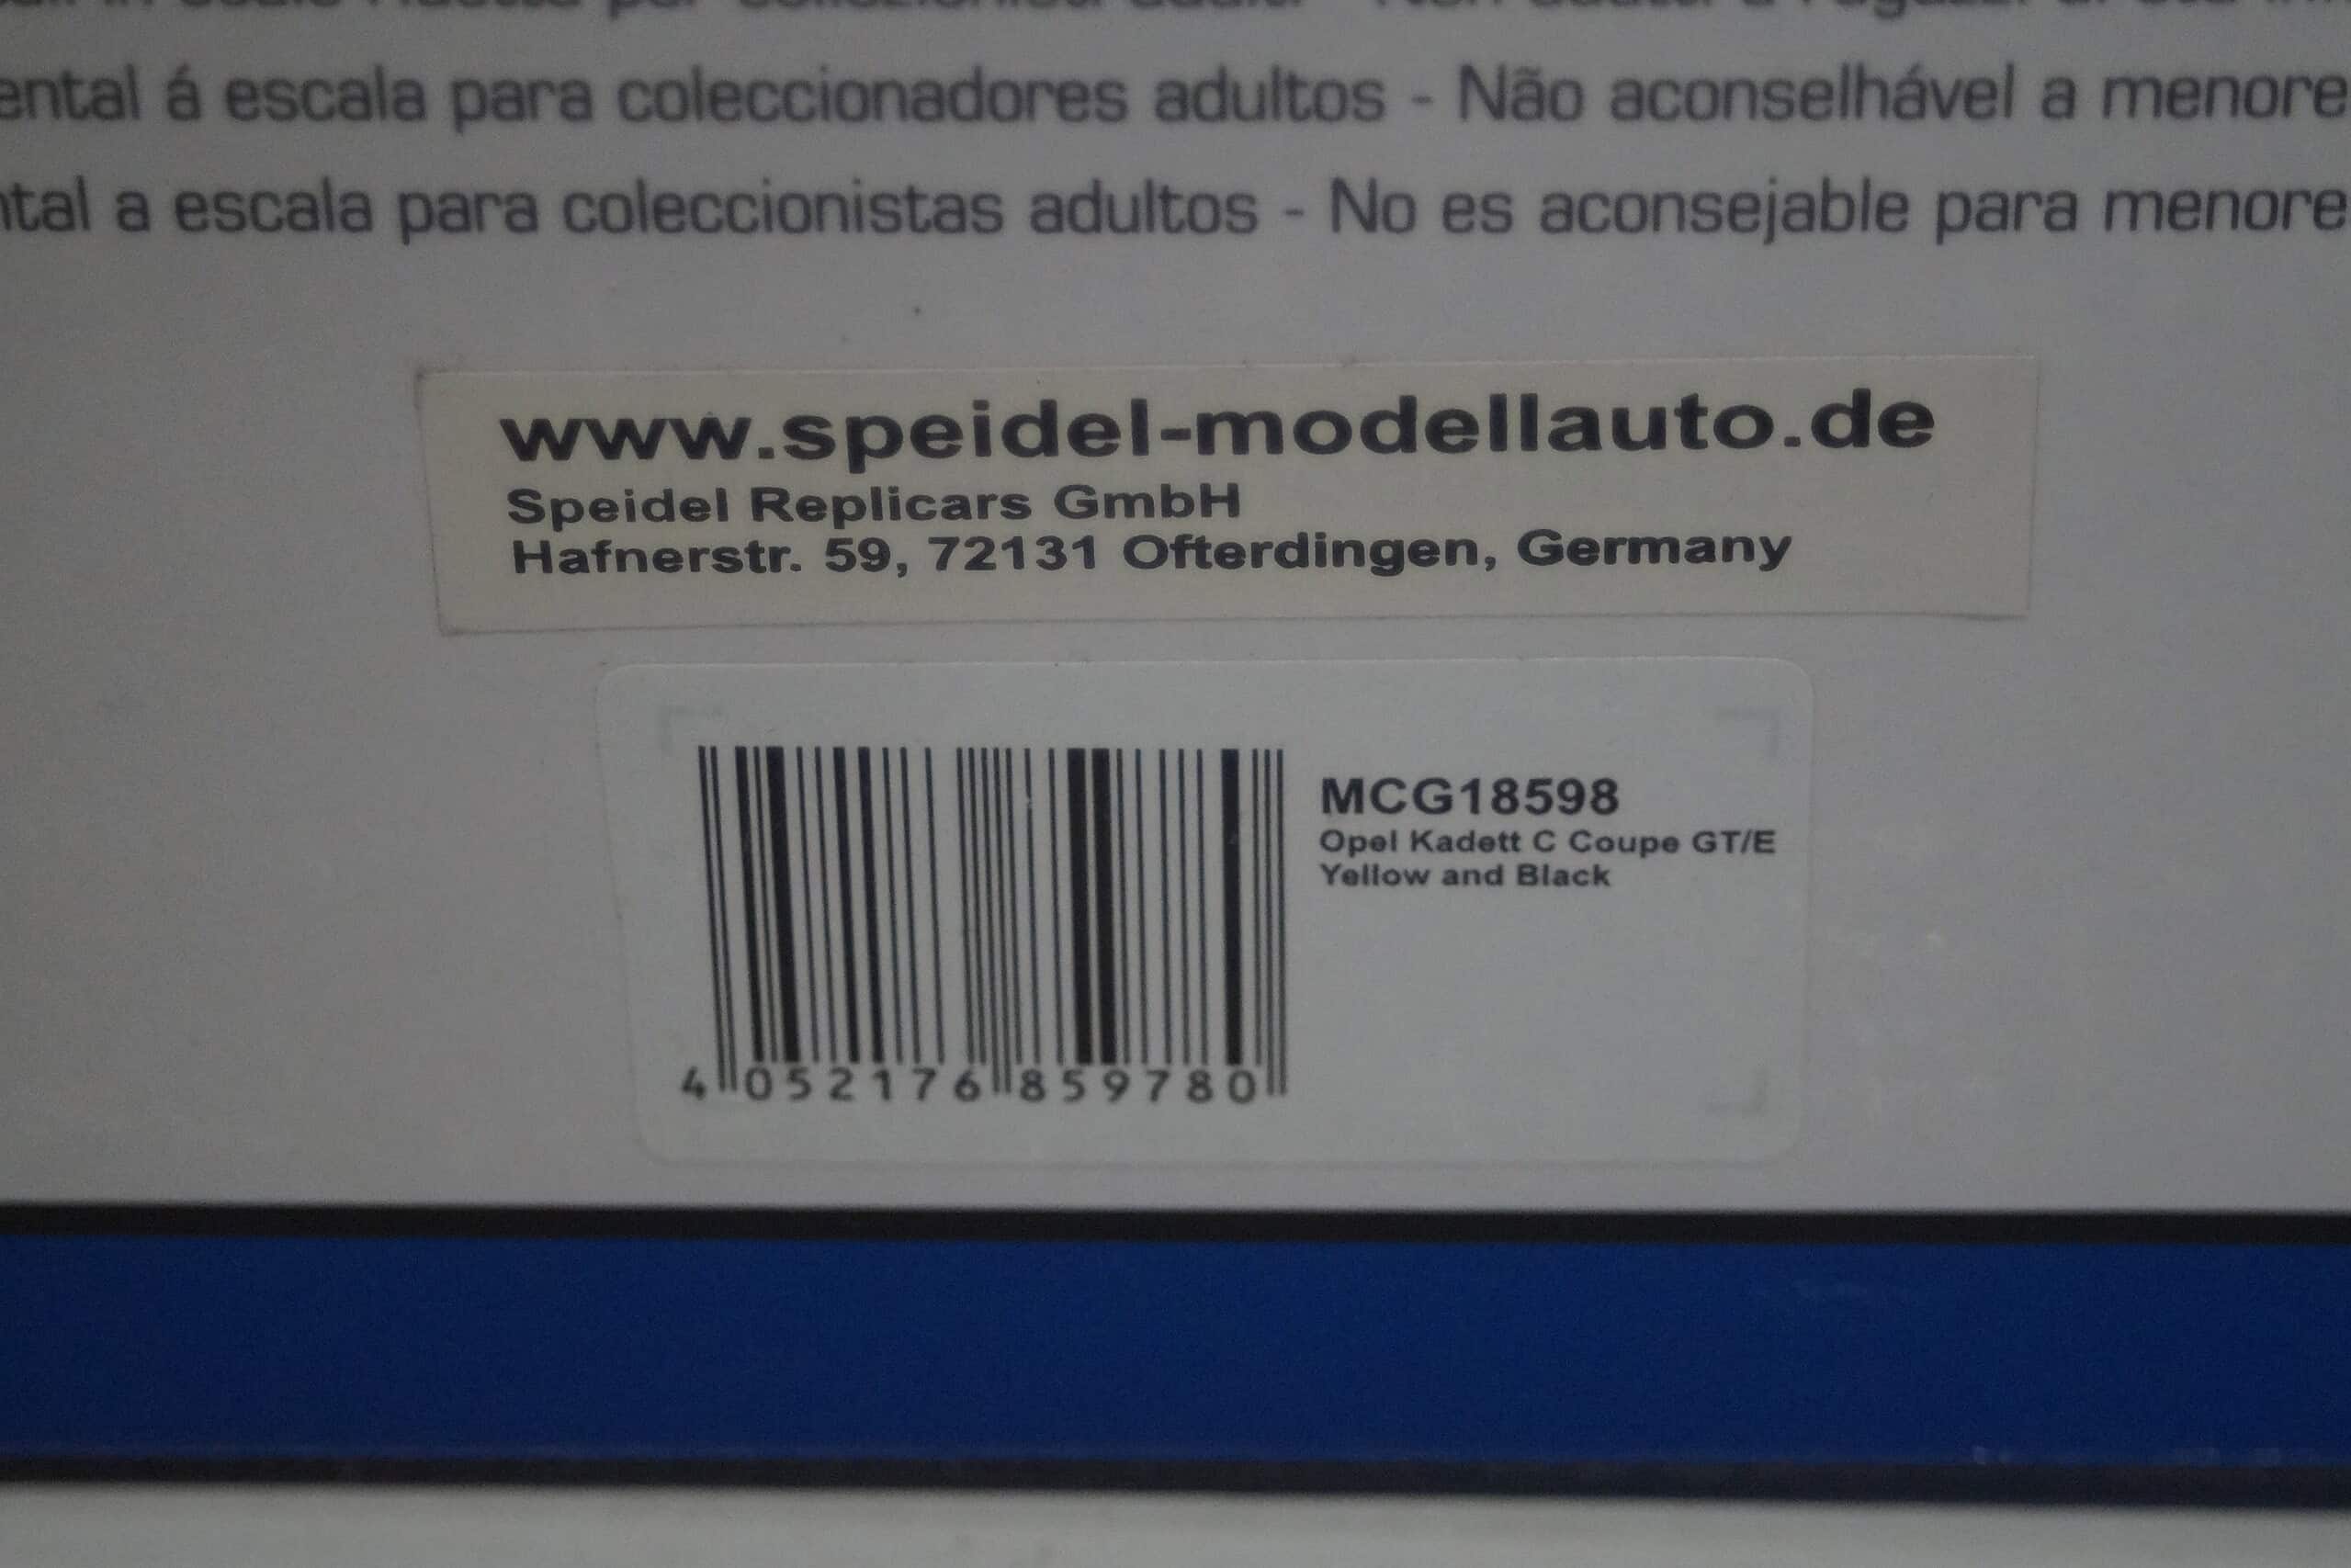 ental á escala para coleccionadores adultos - Não aconselhável a menore
ntal a escala para coleccionistas adultos - No es aconsejable para menore
www.speidel-modellauto.de
Speidel Replicars GmbH
Hafnerstr. 59, 72131 Ofterdingen, Germany
MCG18598
Opel Kadett C Coupe GT/E
Yellow and Black
4 052176 859780